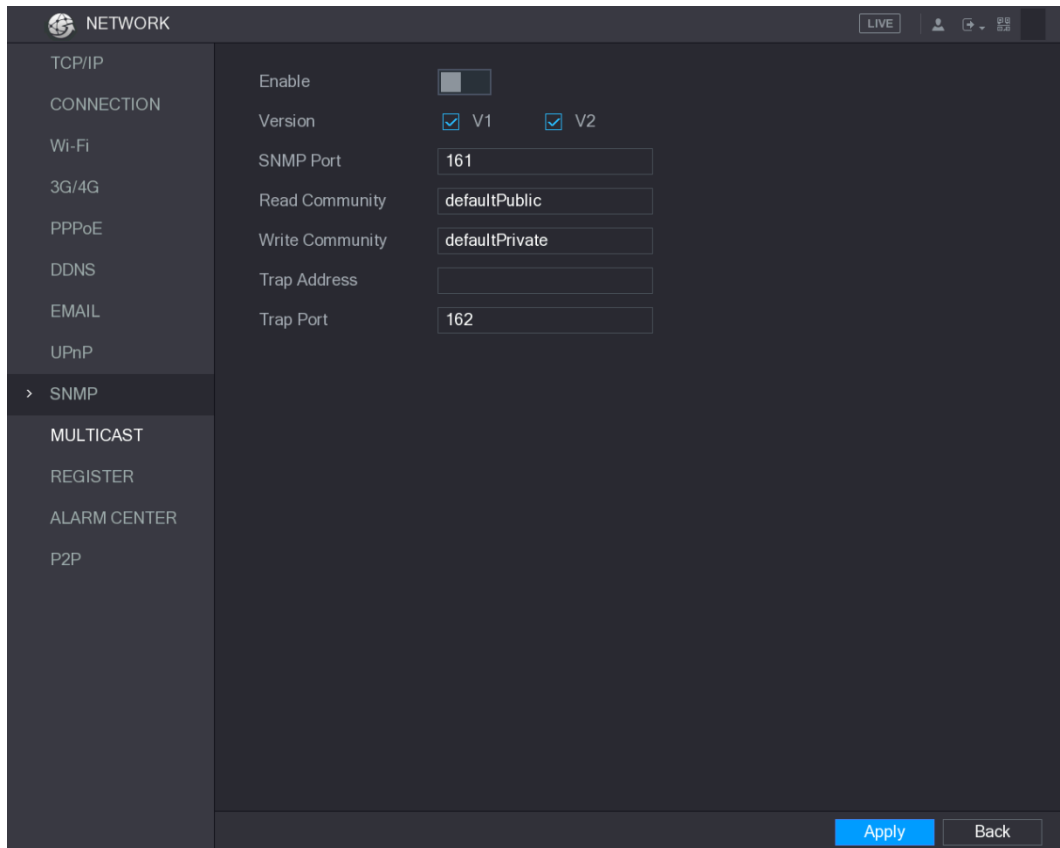 NETWORK
LIVE
TCP/IP
CONNECTION
Wi-Fi
3G/4G
PPPoE
DDNS
EMAIL
UPnP
SNMP
MULTICAST
REGISTER
ALARM CENTER
P2P
Enable
Version V1 V2
SNMP Port 161
Read Community defaultPublic
Write Community defaultPrivate
Trap Address
Trap Port 162
Apply Back